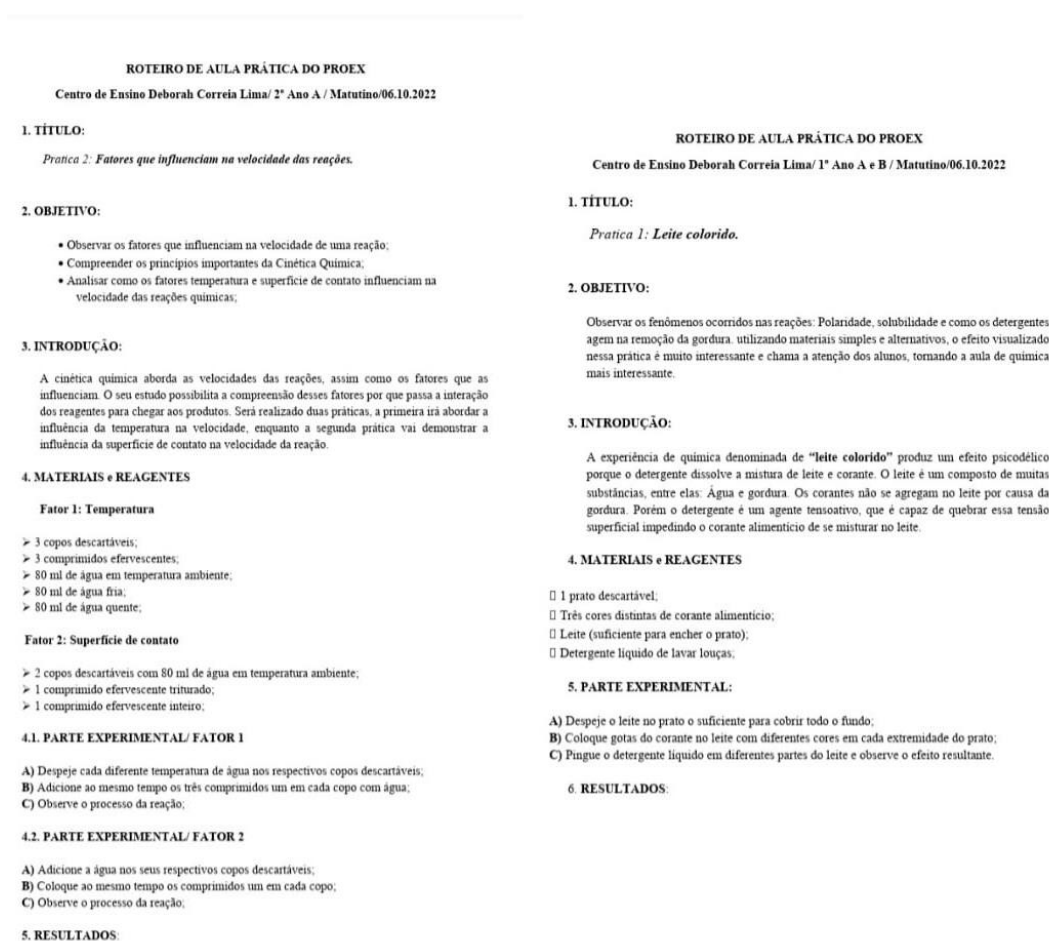 ROTEIRO DE AULA PRÁTICA DO PROEX
Centro de Ensino Deborah Correia Lima/ 2º Ano A / Matutino/06.10.2022
1. TÍTULO:
Pratica 2: Fatores que influenciam na velocidade das reações.
2. OBJETIVO:
• Observar os fatores que influenciam na velocidade de uma reação;
• Compreender os princípios importantes da Cinética Química;
• Analisar como os fatores temperatura e superfície de contato influenciam na
velocidade das reações químicas;
3. INTRODUÇÃO:
A cinética química aborda as velocidades das reações, assim como os fatores que as
influenciam. O seu estudo possibilita a compreensão desses fatores por que passa a interação
dos reagentes para chegar aos produtos. Será realizado duas práticas, a primeira irá abordar a
influência da temperatura na velocidade, enquanto a segunda prática vai demonstrar a
influência da superfície de contato na velocidade da reação.
4. MATERIAIS e REAGENTES
Fator 1: Temperatura
➢ 3 copos descartáveis;
➢ 3 comprimidos efervescentes;
➢ 80 ml de água em temperatura ambiente;
➢ 80 ml de água fria;
➢ 80 ml de água quente;
Fator 2: Superfície de contato
➢ 2 copos descartáveis com 80 ml de água em temperatura ambiente;
➢ 1 comprimido efervescente triturado;
➢ 1 comprimido efervescente inteiro;
4.1. PARTE EXPERIMENTAL/ FATOR 1
A) Despeje cada diferente temperatura de água nos respectivos copos descartáveis;
B) Adicione ao mesmo tempo os três comprimidos um em cada copo com água;
C) Observe o processo da reação;
4.2. PARTE EXPERIMENTAL/ FATOR 2
A) Adicione a água nos seus respectivos copos descartáveis;
B) Coloque ao mesmo tempo os comprimidos um em cada copo;
C) Observe o processo da reação;
5. RESULTADOS:
ROTEIRO DE AULA PRÁTICA DO PROEX
Centro de Ensino Deborah Correia Lima/ 1º Ano A e B / Matutino/06.10.2022
1. TÍTULO:
Pratica 1: Leite colorido.
2. OBJETIVO:
Observar os fenômenos ocorridos nas reações: Polaridade, solubilidade e como os detergentes
agem na remoção da gordura. utilizando materiais simples e alternativos, o efeito visualizado
nessa prática é muito interessante e chama a atenção dos alunos, tornando a aula de química
mais interessante.
3. INTRODUÇÃO:
A experiência de química denominada de “leite colorido” produz um efeito psicodélico
porque o detergente dissolve a mistura de leite e corante. O leite é um composto de muitas
substâncias, entre elas: Água e gordura. Os corantes não se agregam no leite por causa da
gordura. Porém o detergente é um agente tensoativo, que é capaz de quebrar essa tensão
superficial impedindo o corante alimentício de se misturar no leite.
4. MATERIAIS e REAGENTES
▯ 1 prato descartável;
▯ Três cores distintas de corante alimentício;
▯ Leite (suficiente para encher o prato);
▯ Detergente líquido de lavar louças;
5. PARTE EXPERIMENTAL:
A) Despeje o leite no prato o suficiente para cobrir todo o fundo;
B) Coloque gotas do corante no leite com diferentes cores em cada extremidade do prato;
C) Pingue o detergente líquido em diferentes partes do leite e observe o efeito resultante.
6. RESULTADOS: